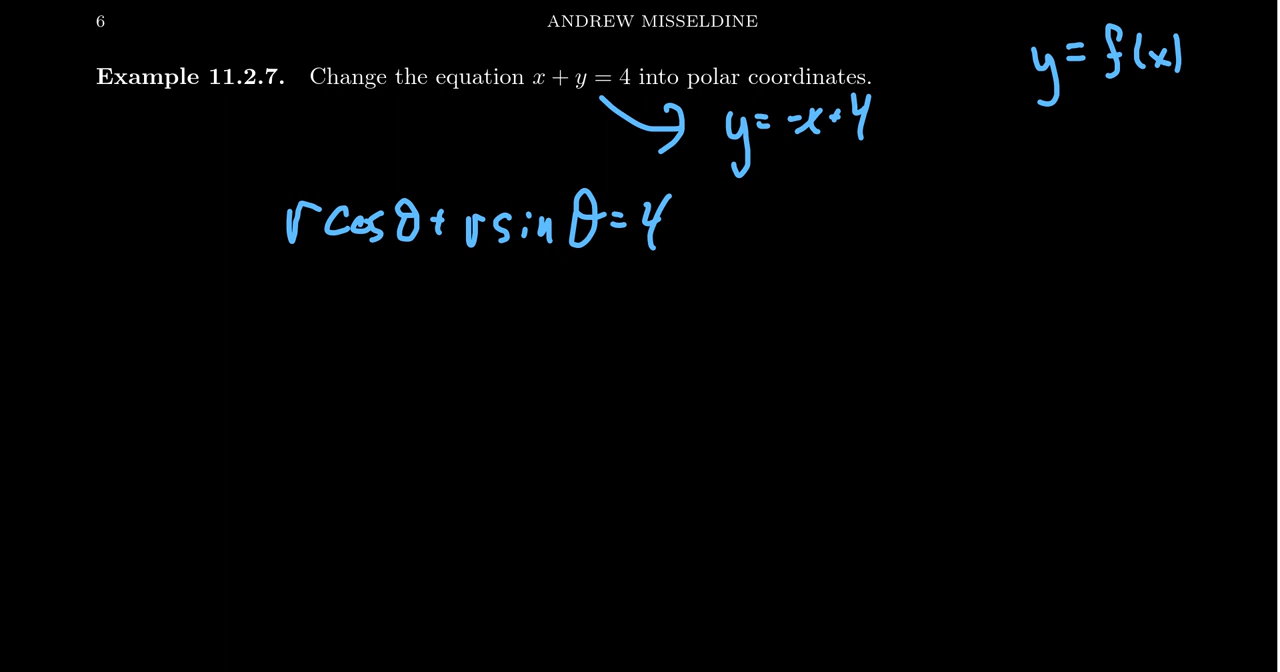 6 ANDREW MISSELDINE
y = f(x)
Example 11.2.7. Change the equation x + y = 4 into polar coordinates.
y = -x + 4
r cos θ + r sin θ = 4